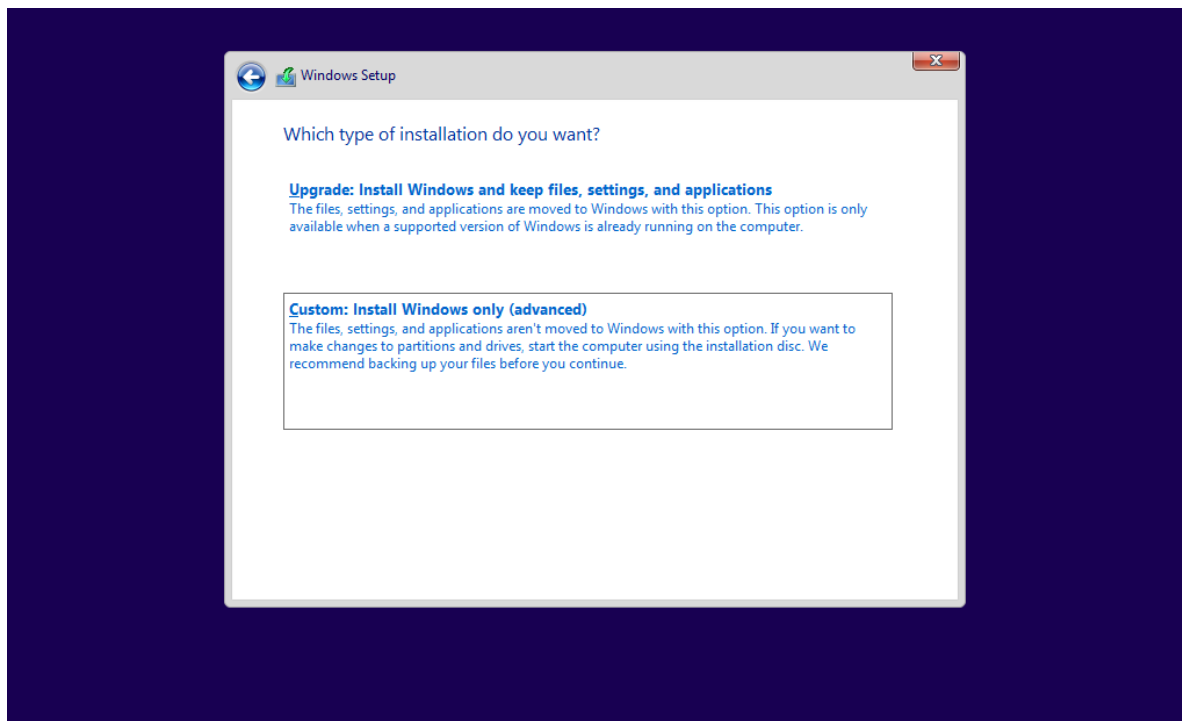 Windows Setup
Which type of installation do you want?
Upgrade: Install Windows and keep files, settings, and applications
The files, settings, and applications are moved to Windows with this option. This option is only
available when a supported version of Windows is already running on the computer.
Custom: Install Windows only (advanced)
The files, settings, and applications aren't moved to Windows with this option. If you want to
make changes to partitions and drives, start the computer using the installation disc. We
recommend backing up your files before you continue.